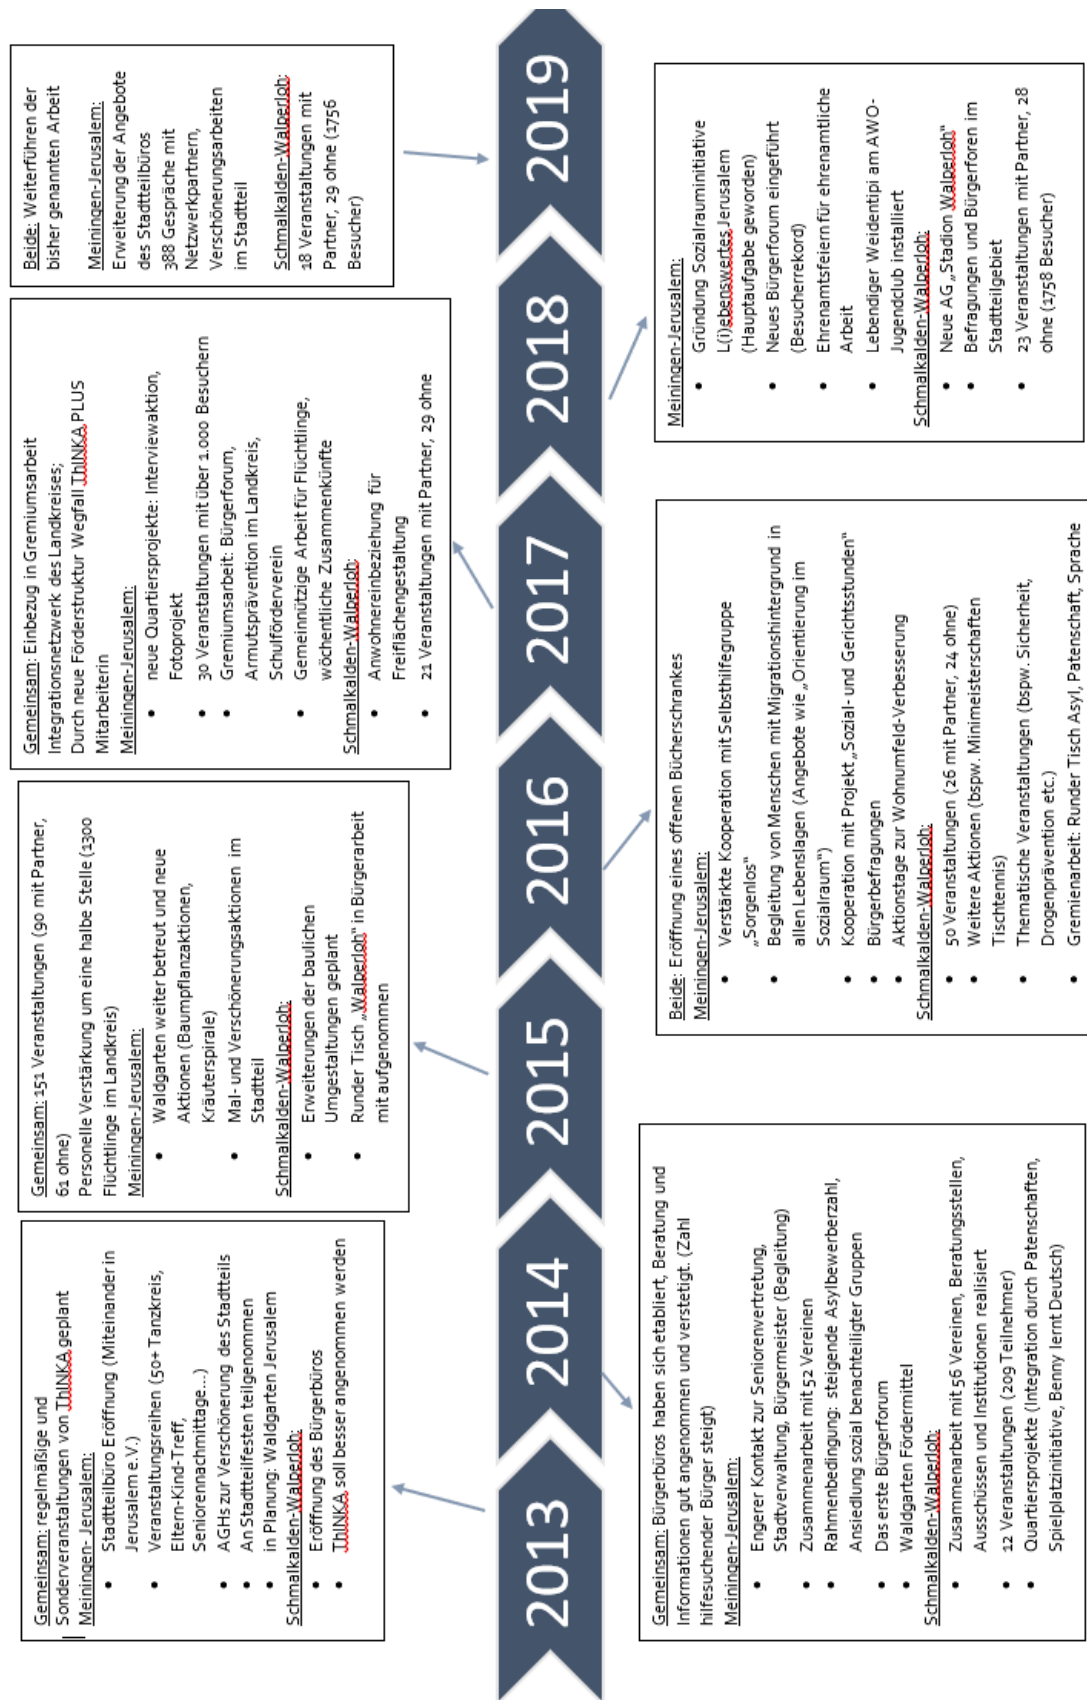 Gemeinsam: regelmäßige und
Sonderveranstaltungen von ThINKA geplant
Meiningen- Jerusalem:
• Stadtteilbüro Eröffnung (Miteinander in
Jerusalem e.V.)
• Veranstaltungsreihen (50+ Tanzkreis,
Eltern-Kind-Treff,
Seniorennachmittage...)
• AGHs zur Verschönerung des Stadtteils
• An Stadtteilfesten teilgenommen
• in Planung: Waldgarten Jerusalem
Schmalkalden-Walperloh:
• Eröffnung des Bürgerbüros
• ThINKA soll besser angenommen werden
Gemeinsam: 151 Veranstaltungen (90 mit Partner,
61 ohne)
Personelle Verstärkung um eine halbe Stelle (1300
Flüchtlinge im Landkreis)
Meiningen-Jerusalem:
• Waldgarten weiter betreut und neue
Aktionen (Baumpflanzaktionen,
Kräuterspirale)
• Mal- und Verschönerungsaktionen im
Stadtteil
Schmalkalden-Walperloh:
• Erweiterungen der baulichen
Umgestaltungen geplant
• Runder Tisch „Walperloh“ in Bürgerarbeit
mit aufgenommen
Gemeinsam: Einbezug in Gremiumsarbeit
Integrationsnetzwerk des Landkreises;
Durch neue Förderstruktur Wegfall ThINKA PLUS
Mitarbeiterin
Meiningen-Jerusalem:
• neue Quartiersprojekte: Interviewaktion,
Fotoprojekt
• 30 Veranstaltungen mit über 1.000 Besuchern
• Gremiumsarbeit: Bürgerforum,
Armutsprävention im Landkreis,
Schulförderverein
• Gemeinnützige Arbeit für Flüchtlinge,
wöchentliche Zusammenkünfte
Schmalkalden-Walperloh:
• Anwohnereinbeziehung für
Freiflächengestaltung
• 21 Veranstaltungen mit Partner, 29 ohne
Beide: Weiterführen der
bisher genannten Arbeit
Meiningen-Jerusalem:
Erweiterung der Angebote
des Stadtteilbüros
388 Gespräche mit
Netzwerkpartnern,
Verschönerungsarbeiten
im Stadtteil
Schmalkalden-Walperloh:
18 Veranstaltungen mit
Partner, 29 ohne (1756
Besucher)
2013 2014 2015 2016 2017 2018 2019
Gemeinsam: Bürgerbüros haben sich etabliert, Beratung und
Informationen gut angenommen und verstetigt. (Zahl
hilfesuchender Bürger steigt)
Meiningen-Jerusalem:
• Engerer Kontakt zur Seniorenvertretung,
Stadtverwaltung, Bürgermeister (Begleitung)
• Zusammenarbeit mit 52 Vereinen
• Rahmenbedingung: steigende Asylbewerberzahl,
Ansiedlung sozial benachteiligter Gruppen
• Das erste Bürgerforum
• Waldgarten Fördermittel
Schmalkalden-Walperloh:
• Zusammenarbeit mit 56 Vereinen, Beratungsstellen,
Ausschüssen und Institutionen realisiert
• 12 Veranstaltungen (209 Teilnehmer)
• Quartiersprojekte (Integration durch Patenschaften,
Spielplatzinitiative, Benny lernt Deutsch)
Beide: Eröffnung eines offenen Bücherschrankes
Meiningen-Jerusalem:
• Verstärkte Kooperation mit Selbsthilfegruppe
„Sorgenlos“
• Begleitung von Menschen mit Migrationshintergrund in
allen Lebenslagen (Angebote wie „Orientierung im
Sozialraum“)
• Kooperation mit Projekt „Sozial- und Gerichtsstunden“
• Bürgerbefragungen
• Aktionstage zur Wohnumfeld-Verbesserung
Schmalkalden-Walperloh:
• 50 Veranstaltungen (26 mit Partner, 24 ohne)
• Weitere Aktionen (bspw. Minimeisterschaften
Tischtennis)
• Thematische Veranstaltungen (bspw. Sicherheit,
Drogenprävention etc.)
• Gremienarbeit: Runder Tisch Asyl, Patenschaft, Sprache
Meiningen-Jerusalem:
• Gründung Sozialrauminitiative
L(i)ebenswertes Jerusalem
(Hauptaufgabe geworden)
• Neues Bürgerforum eingeführt
(Besucherrekord)
• Ehrenamtsfeiern für ehrenamtliche
Arbeit
• Lebendiger Weidentipi am AWO-
Jugendclub installiert
Schmalkalden-Walperloh:
• Neue AG „Stadion Walperloh“
• Befragungen und Bürgerforen im
Stadtteilgebiet
• 23 Veranstaltungen mit Partner, 28
ohne (1758 Besucher)